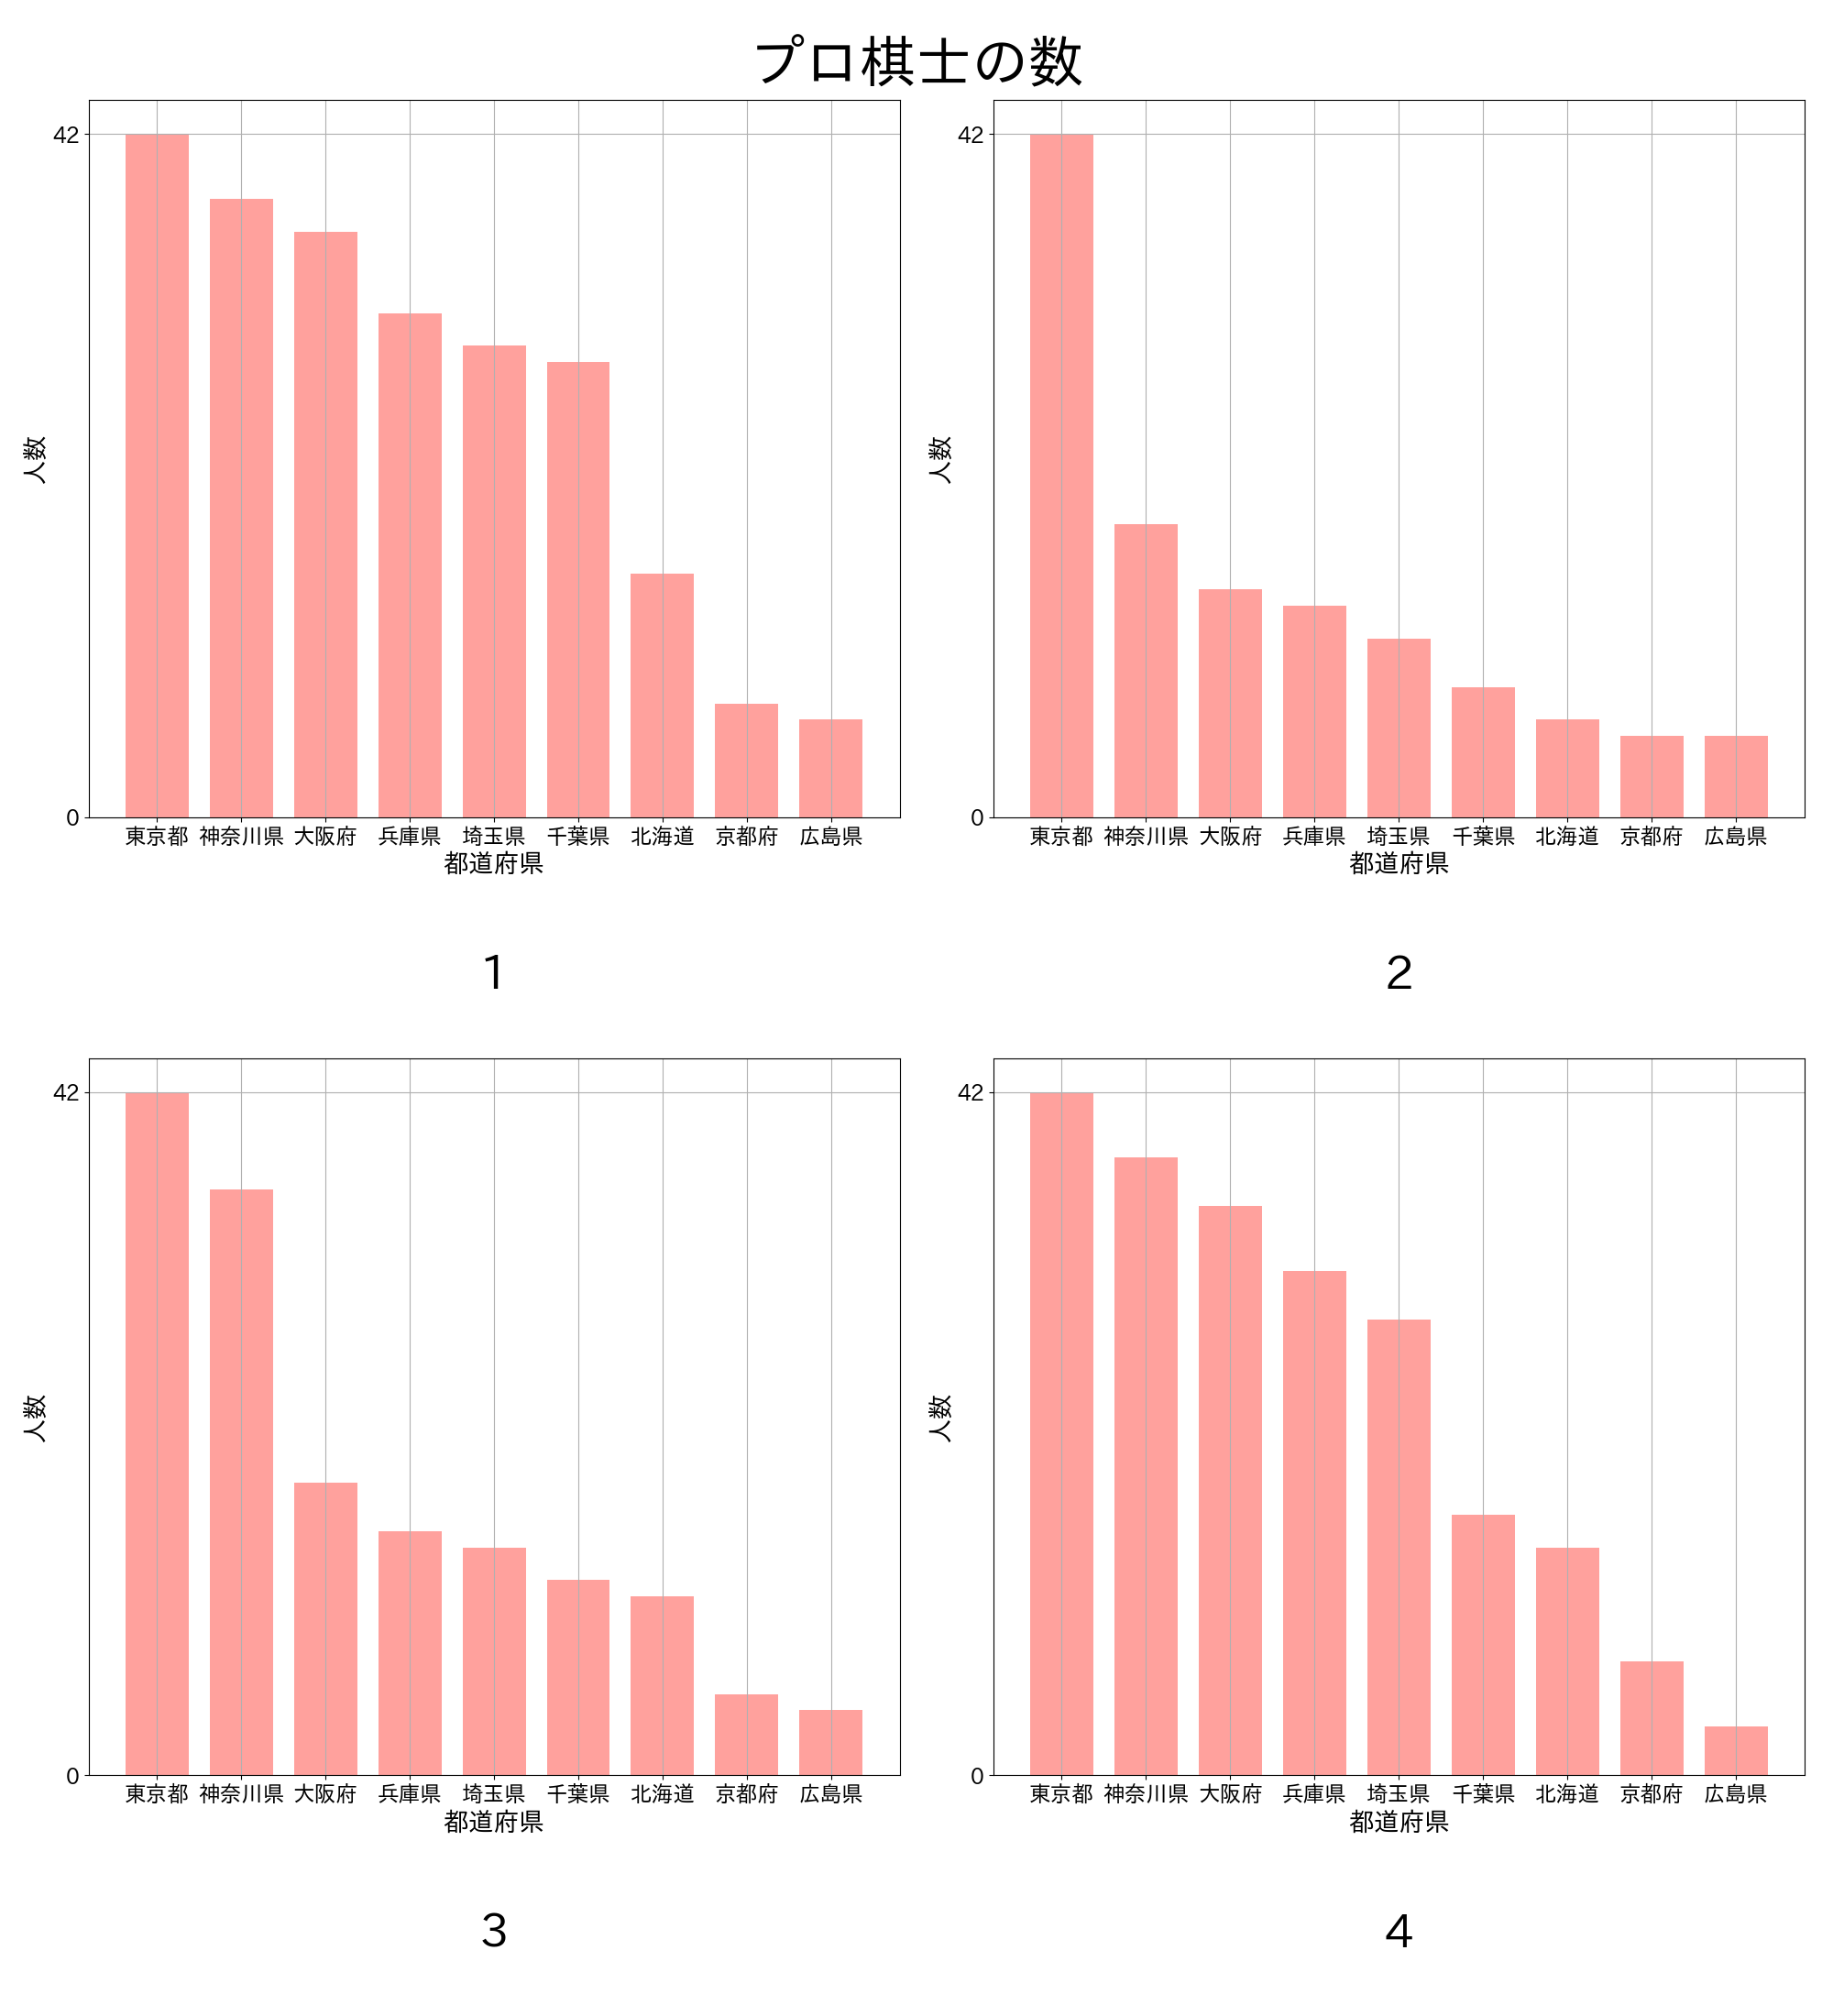 プロ棋士の数
42
0
人数
東京都 神奈川県 大阪府 兵庫県 埼玉県 千葉県 北海道 京都府 広島県
都道府県
1
42
0
人数
東京都 神奈川県 大阪府 兵庫県 埼玉県 千葉県 北海道 京都府 広島県
都道府県
2
42
0
人数
東京都 神奈川県 大阪府 兵庫県 埼玉県 千葉県 北海道 京都府 広島県
都道府県
3
42
0
人数
東京都 神奈川県 大阪府 兵庫県 埼玉県 千葉県 北海道 京都府 広島県
都道府県
4